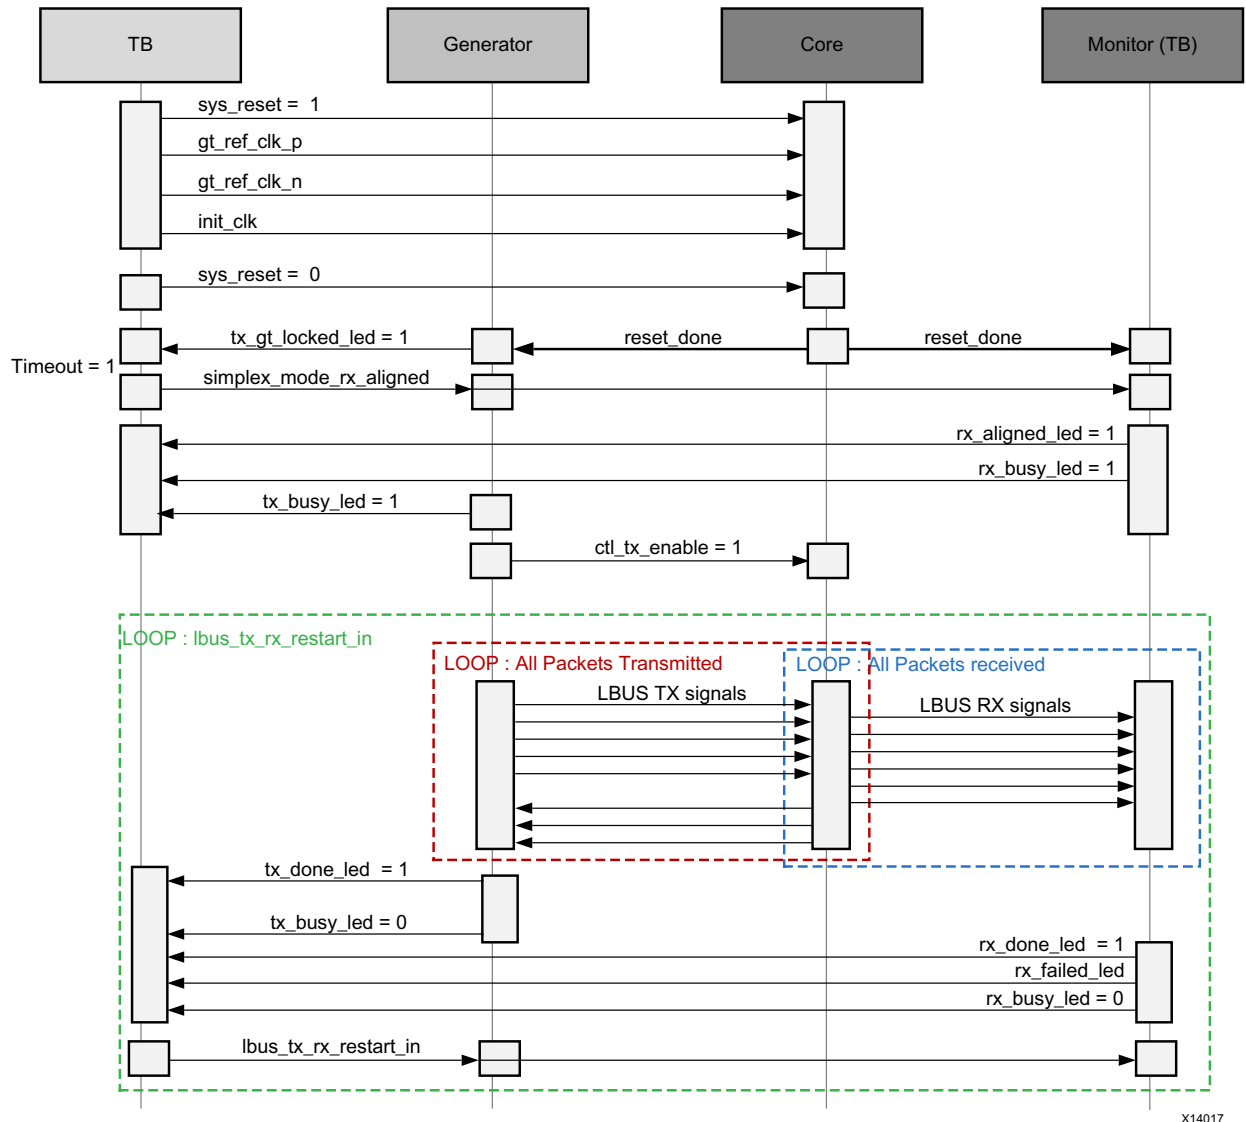 TB
Generator
Core
Monitor (TB)
sys_reset = 1
gt_ref_clk_p
gt_ref_clk_n
init_clk
sys_reset = 0
tx_gt_locked_led = 1
reset_done
reset_done
Timeout = 1
simplex_mode_rx_aligned
rx_aligned_led = 1
rx_busy_led = 1
tx_busy_led = 1
ctl_tx_enable = 1
LOOP : lbus_tx_rx_restart_in
LOOP : All Packets Transmitted
LOOP : All Packets received
LBUS TX signals
LBUS RX signals
tx_done_led = 1
tx_busy_led = 0
rx_done_led = 1
rx_failed_led
rx_busy_led = 0
lbus_tx_rx_restart_in
X14017